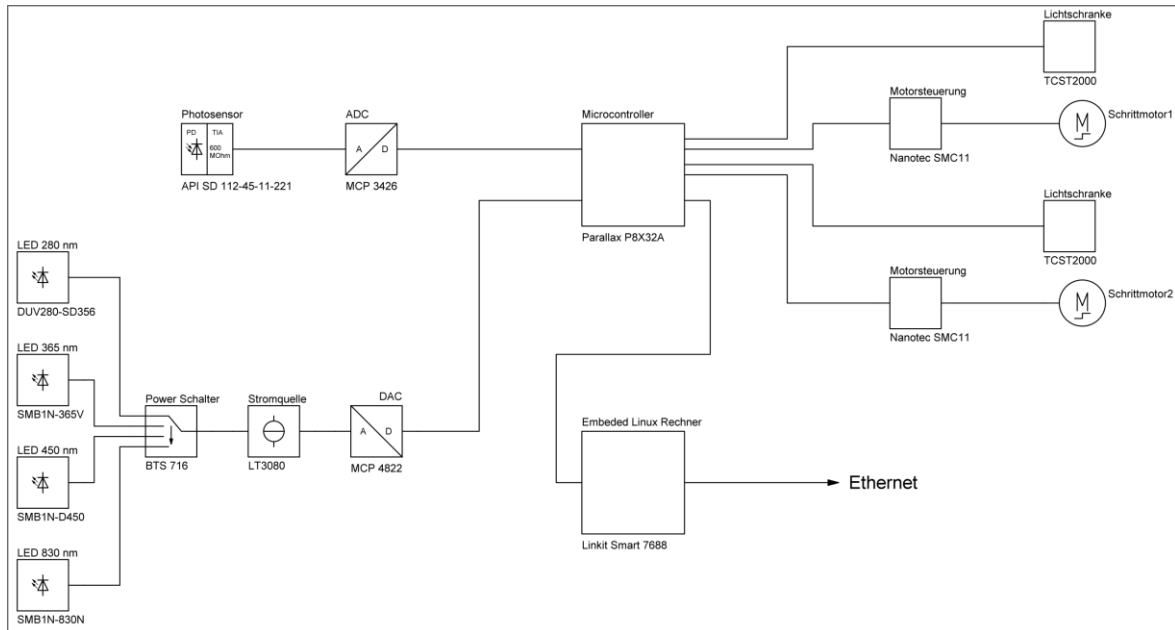 Lichtschranke
TCST2000
Motorsteuerung
Schrittmotor1
M
Nanotec SMC11
Photosensor
PD
TIA
600
MOhm
API SD 112-45-11-221
ADC
A
D
MCP 3426
Microcontroller
Parallax P8X32A
Lichtschranke
TCST2000
Motorsteuerung
Schrittmotor2
M
Nanotec SMC11
LED 280 nm
DUV280-SD356
LED 365 nm
SMB1N-365V
LED 450 nm
SMB1N-D450
LED 830 nm
SMB1N-830N
Power Schalter
BTS 716
Stromquelle
LT3080
DAC
A
D
MCP 4822
Embeded Linux Rechner
Linkit Smart 7688
Ethernet